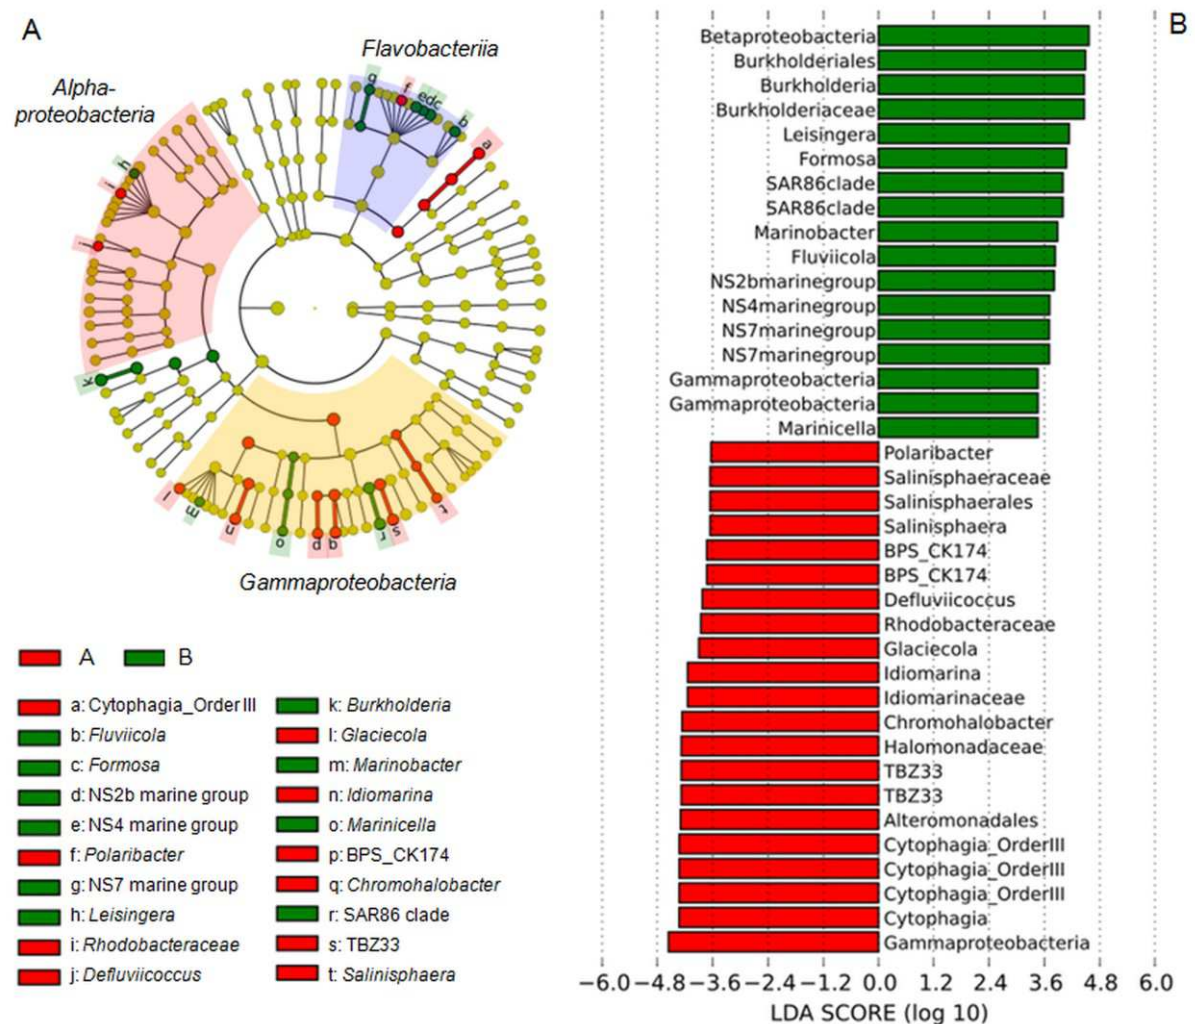 A
Flavobacteriia
Alpha-
proteobacteria
g
f
edc
b
a
h
i
j
k
l
m
n
o
p
q
r
s
t
Gammaproteobacteria
A
B
a: Cytophagia_Order III
b: Fluviicola
c: Formosa
d: NS2b marine group
e: NS4 marine group
f: Polaribacter
g: NS7 marine group
h: Leisingera
i: Rhodobacteraceae
j: Defluviicoccus
k: Burkholderia
l: Glaciecola
m: Marinobacter
n: Idiomarina
o: Marinicella
p: BPS_CK174
q: Chromohalobacter
r: SAR86 clade
s: TBZ33
t: Salinisphaera
B
Betaproteobacteria
Burkholderiales
Burkholderia
Burkholderiaceae
Leisingera
Formosa
SAR86clade
SAR86clade
Marinobacter
Fluviicola
NS2bmarinegroup
NS4marinegroup
NS7marinegroup
NS7marinegroup
Gammaproteobacteria
Gammaproteobacteria
Marinicella
Polaribacter
Salinisphaeraceae
Salinisphaerales
Salinisphaera
BPS_CK174
BPS_CK174
Defluviicoccus
Rhodobacteraceae
Glaciecola
Idiomarina
Idiomarinaceae
Chromohalobacter
Halomonadaceae
TBZ33
TBZ33
Alteromonadales
Cytophagia_OrderIII
Cytophagia_OrderIII
Cytophagia_OrderIII
Cytophagia
Gammaproteobacteria
−6.0 −4.8 −3.6 −2.4 −1.2 0.0 1.2 2.4 3.6 4.8 6.0
LDA SCORE (log 10)